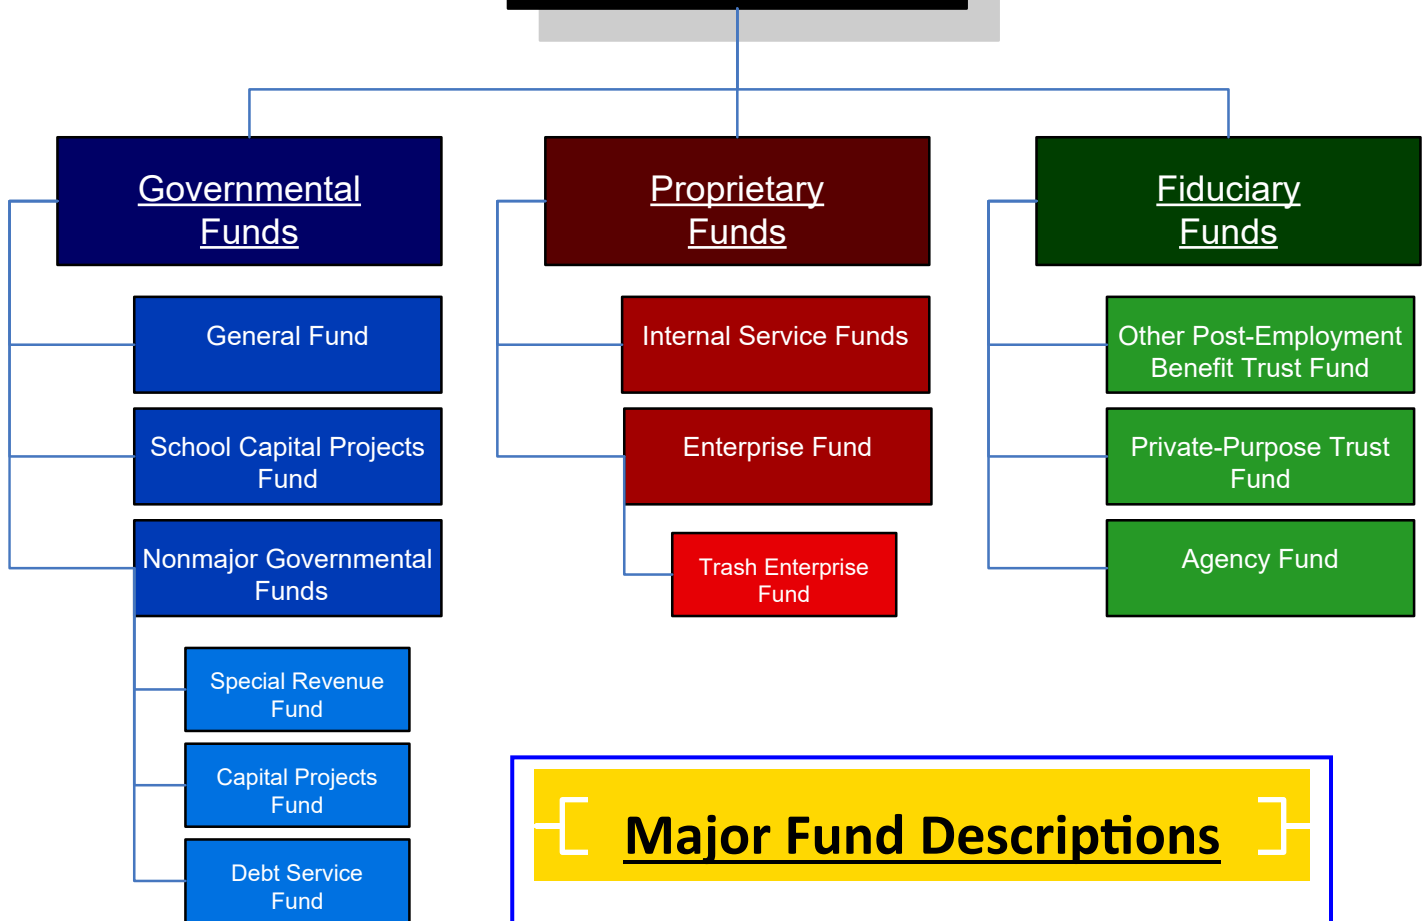 Governmental
Funds
General Fund
School Capital Projects
Fund
Nonmajor Governmental
Funds
Special Revenue
Fund
Capital Projects
Fund
Debt Service
Fund
Proprietary
Funds
Internal Service Funds
Enterprise Fund
Trash Enterprise
Fund
Fiduciary
Funds
Other Post-Employment
Benefit Trust Fund
Private-Purpose Trust
Fund
Agency Fund
Major Fund Descriptions